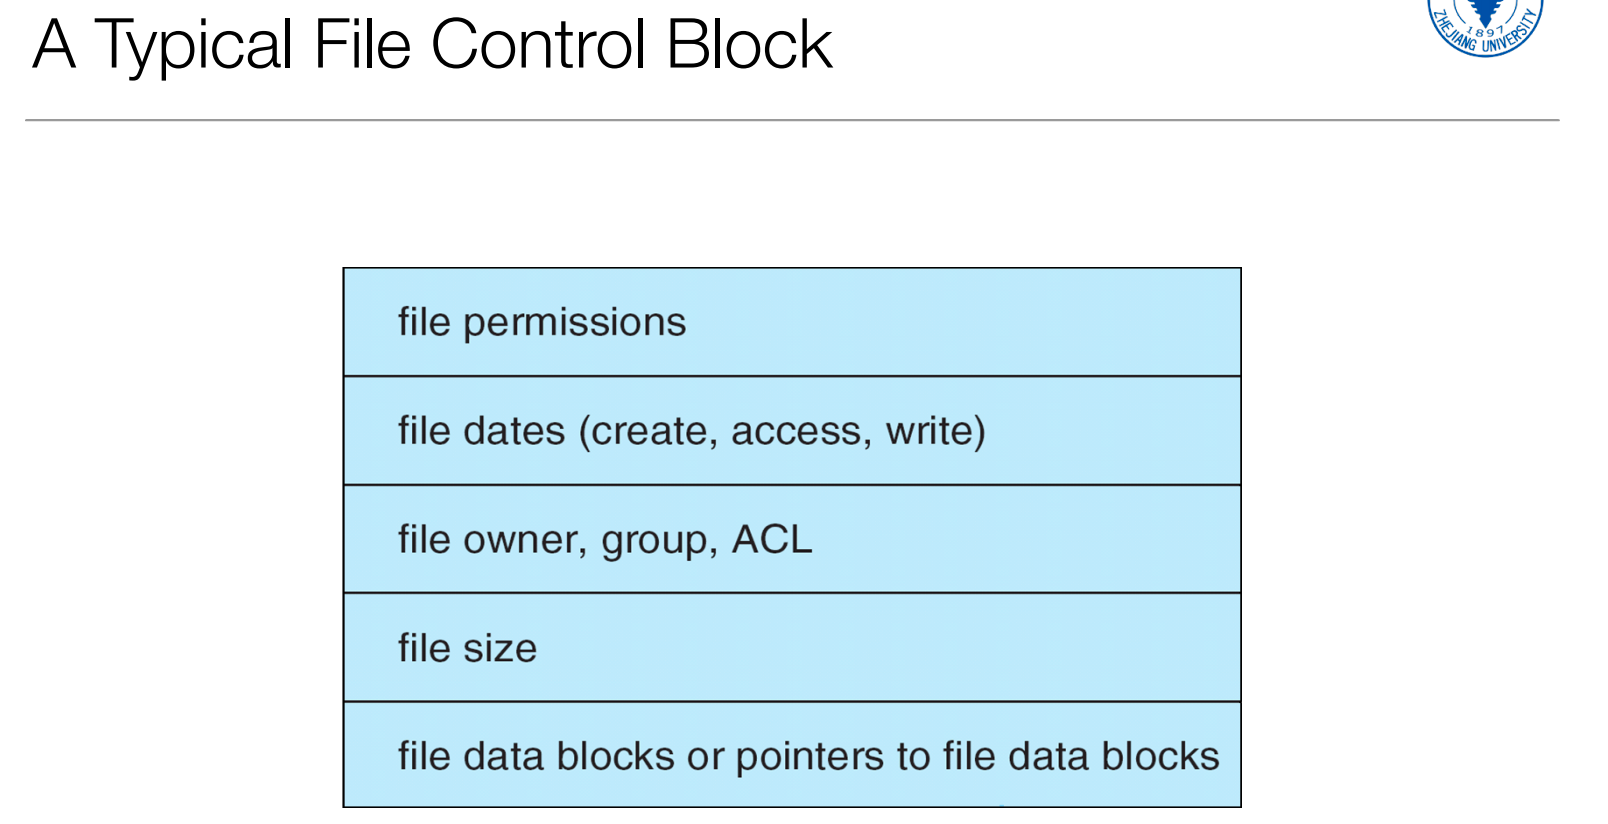 A Typical File Control Block
1897
ZHEJIANG UNIVERSITY
file permissions
file dates (create, access, write)
file owner, group, ACL
file size
file data blocks or pointers to file data blocks